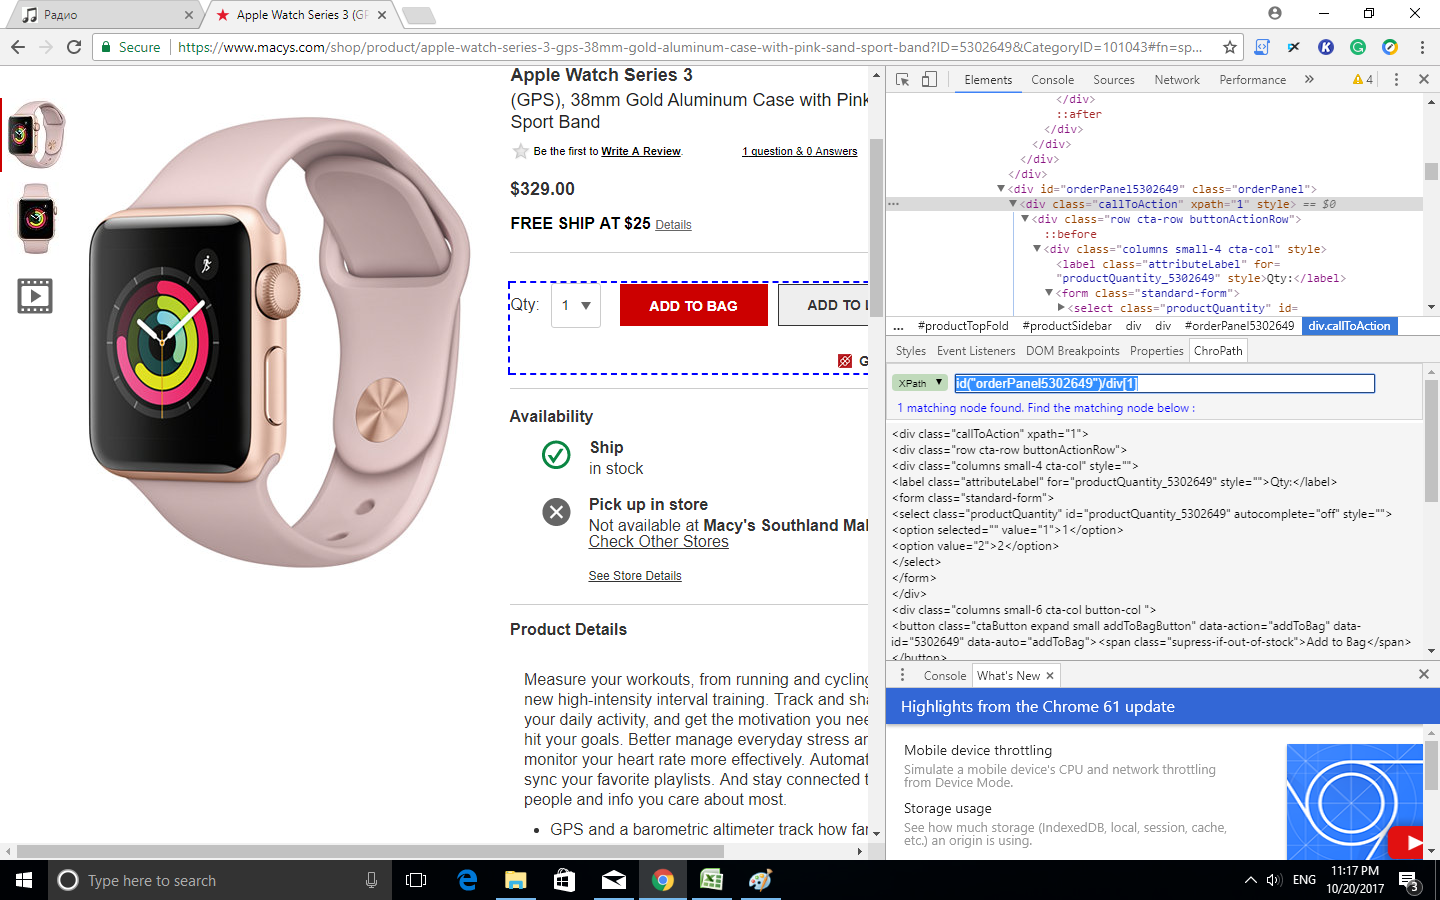 Радио
Apple Watch Series 3 (GP
Secure
https://www.macys.com/shop/product/apple-watch-series-3-gps-38mm-gold-aluminum-case-with-pink-sand-sport-band?ID=5302649&CategoryID=101043#fn=sp...
Apple Watch Series 3
(GPS), 38mm Gold Aluminum Case with Pink
Sport Band
Be the first to Write A Review.
1 question & 0 Answers
$329.00
FREE SHIP AT $25 Details
Qty:
1
ADD TO BAG
ADD TO
G
Availability
Ship
in stock
Pick up in store
Not available at Macy's Southland Mal
Check Other Stores
See Store Details
Product Details
Measure your workouts, from running and cycling
new high-intensity interval training. Track and sha
your daily activity, and get the motivation you nee
hit your goals. Better manage everyday stress an
monitor your heart rate more effectively. Automat
sync your favorite playlists. And stay connected t
people and info you care about most.
• GPS and a barometric altimeter track how far
Elements Console Sources Network Performance » 4
</div>
::after
</div>
</div>
</div>
</div>
<div id="orderPanel5302649" class="orderPanel">
<div class="callToAction" xpath="1" style> == $0
<div class="row cta-row buttonActionRow">
::before
<div class="columns small-4 cta-col" style>
<label class="attributeLabel" for=
"productQuantity_5302649" style>Qty:</label>
<form class="standard-form">
<select class="productQuantity" id=
... #productTopFold #productSidebar div div #orderPanel5302649 div.callToAction
Styles Event Listeners DOM Breakpoints Properties ChroPath
XPath
id("orderPanel5302649")/div[1]
1 matching node found. Find the matching node below :
<div class="callToAction" xpath="1">
<div class="row cta-row buttonActionRow">
<div class="columns small-4 cta-col" style="">
<label class="attributeLabel" for="productQuantity_5302649" style="">Qty:</label>
<form class="standard-form">
<select class="productQuantity" id="productQuantity_5302649" autocomplete="off" style="">
<option selected="" value="1">1</option>
<option value="2">2</option>
</select>
</form>
</div>
<div class="columns small-6 cta-col button-col ">
<button class="ctaButton expand small addToBagButton" data-action="addToBag" data-
id="5302649" data-auto="addToBag"><span class="supress-if-out-of-stock">Add to Bag</span>
</button>
Console What's New
Highlights from the Chrome 61 update
Mobile device throttling
Simulate a mobile device's CPU and network throttling
from Device Mode.
Storage usage
See how much storage (IndexedDB, local, session, cache,
etc.) an origin is using.
Type here to search
ENG
11:17 PM
10/20/2017
3